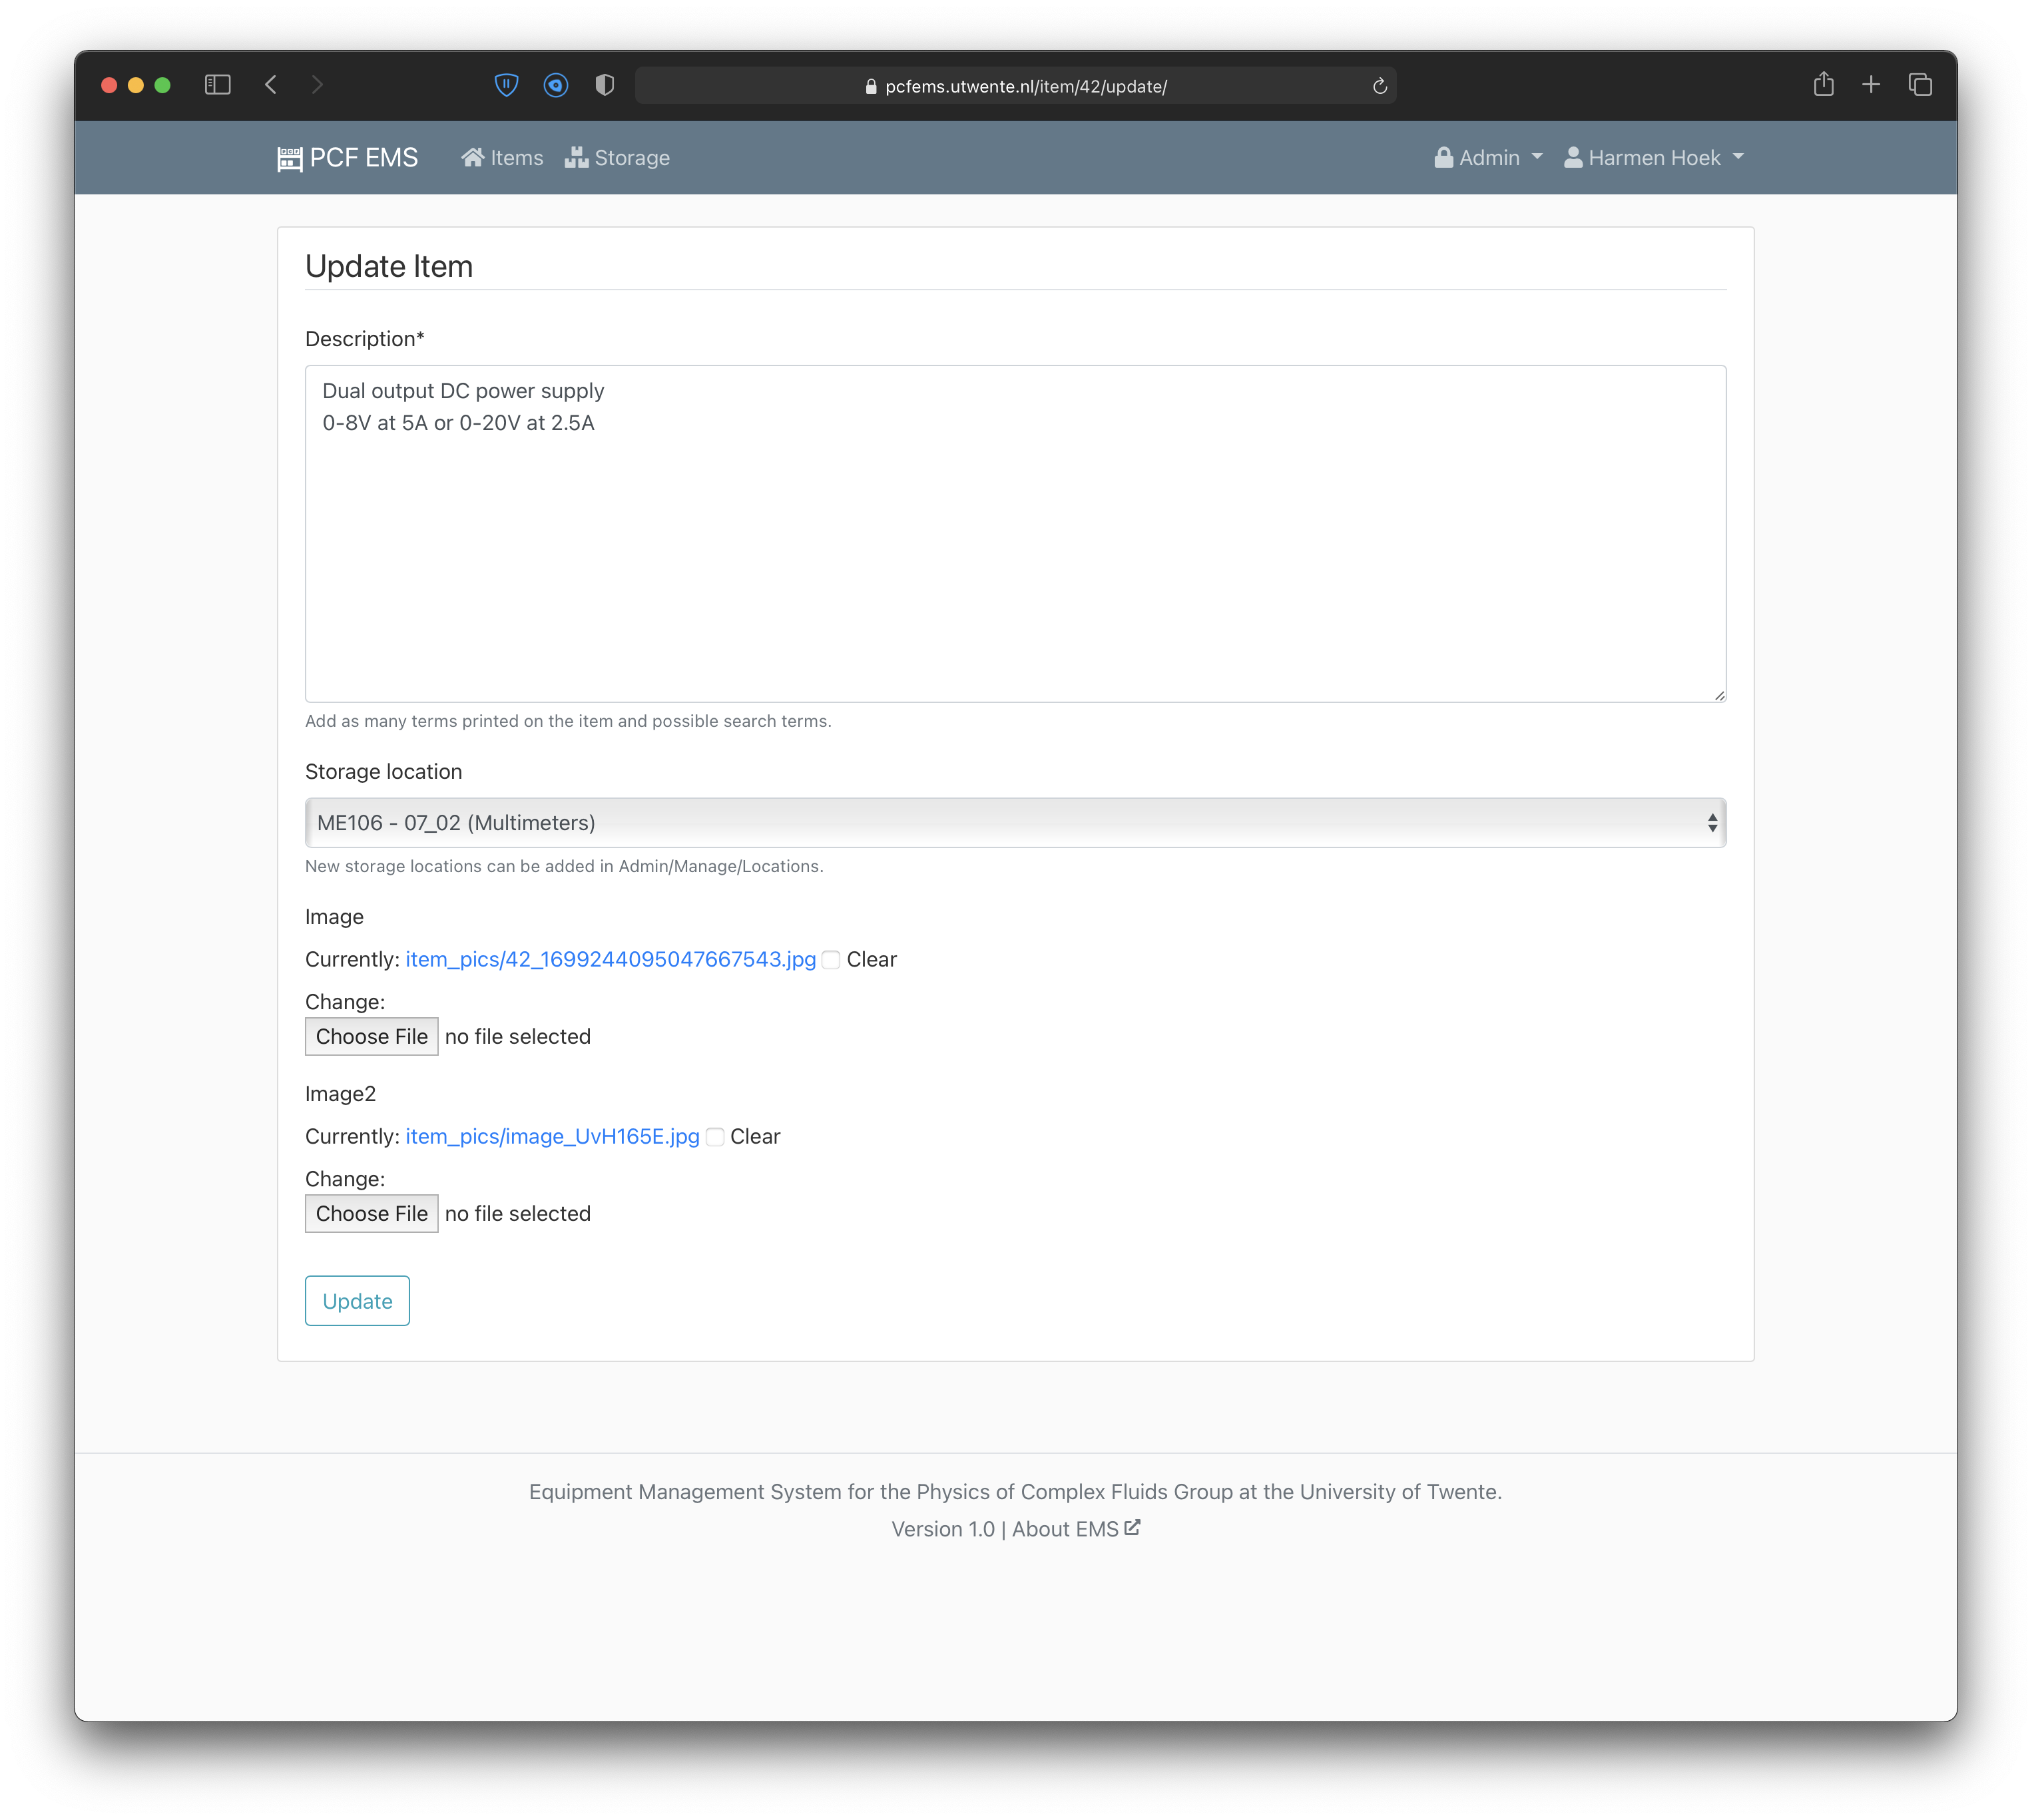 pcfems.utwente.nl/item/42/update/
PCF EMS Items Storage Admin Harmen Hoek
Update Item
Description*
Dual output DC power supply
0-8V at 5A or 0-20V at 2.5A
Add as many terms printed on the item and possible search terms.
Storage location
ME106 - 07_02 (Multimeters)
New storage locations can be added in Admin/Manage/Locations.
Image
Currently: item_pics/42_1699244095047667543.jpg Clear
Change:
Choose File no file selected
Image2
Currently: item_pics/image_UvH165E.jpg Clear
Change:
Choose File no file selected
Update
Equipment Management System for the Physics of Complex Fluids Group at the University of Twente.
Version 1.0 | About EMS